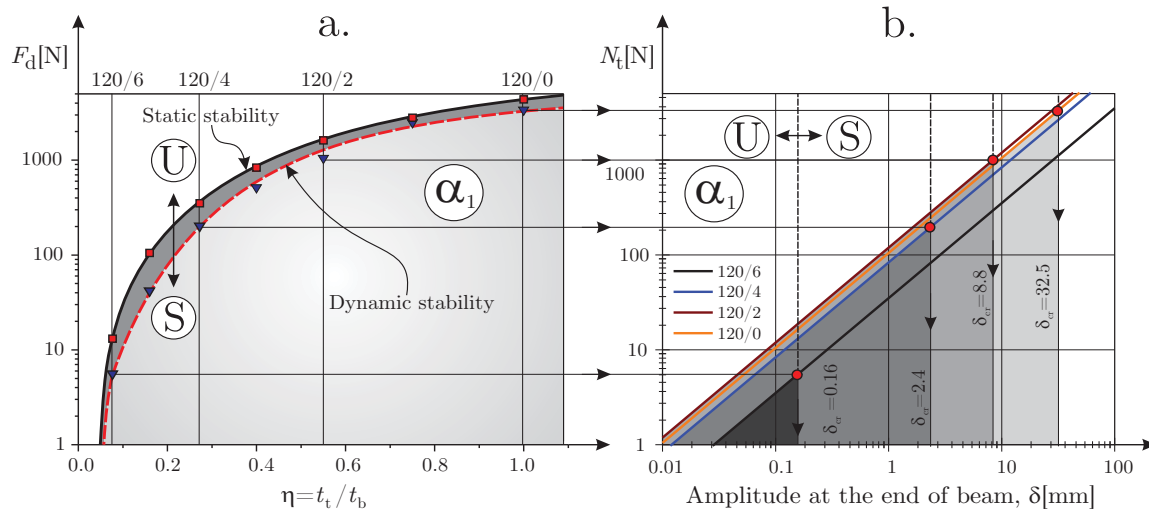 a.
F_d[N]
120/6
120/4
120/2
120/0
Static stability
U
S
α₁
Dynamic stability
1000
100
10
1
0.0
0.2
0.4
0.6
0.8
1.0
η=t_t/t_b
b.
N_t[N]
U
S
α₁
120/6
120/4
120/2
120/0
δ_cr=0.16
δ_cr=2.4
δ_cr=8.8
δ_cr=32.5
1000
100
10
1
0.01
0.1
1
10
100
Amplitude at the end of beam, δ[mm]